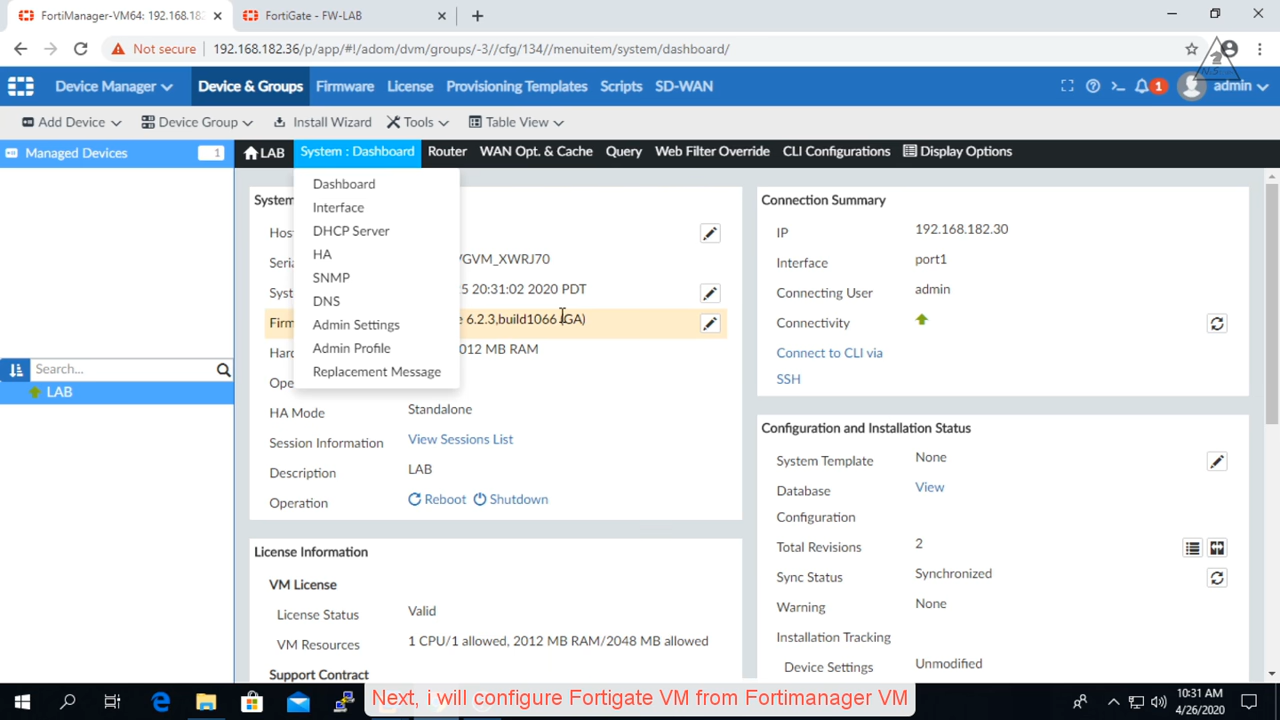 FortiManager-VM64: 192.168.182
FortiGate - FW-LAB
Not secure
192.168.182.36/p/app/#!/adom/dvm/groups/-3//cfg/134//menuitem/system/dashboard/
Device Manager
Device & Groups
Firmware
License
Provisioning Templates
Scripts
SD-WAN
1
admin
Add Device
Device Group
Install Wizard
Tools
Table View
Managed Devices
1
LAB
System : Dashboard
Router
WAN Opt. & Cache
Query
Web Filter Override
CLI Configurations
Display Options
Search...
LAB
Dashboard
Interface
DHCP Server
HA
SNMP
DNS
Admin Settings
Admin Profile
Replacement Message
System
Host
Seria
VGVM_XWRJ70
Syst
5 20:31:02 2020 PDT
Firm
e 6.2.3,build1066 (GA)
Hard
012 MB RAM
Ope
HA Mode
Standalone
Session Information
View Sessions List
Description
LAB
Operation
Reboot
Shutdown
License Information
VM License
License Status
Valid
VM Resources
1 CPU/1 allowed, 2012 MB RAM/2048 MB allowed
Support Contract
Connection Summary
IP
192.168.182.30
Interface
port1
Connecting User
admin
Connectivity
Connect to CLI via
SSH
Configuration and Installation Status
System Template
None
Database
View
Configuration
Total Revisions
2
Sync Status
Synchronized
Warning
None
Installation Tracking
Device Settings
Unmodified
Next, i will configure Fortigate VM from Fortimanager VM
10:31 AM
4/26/2020